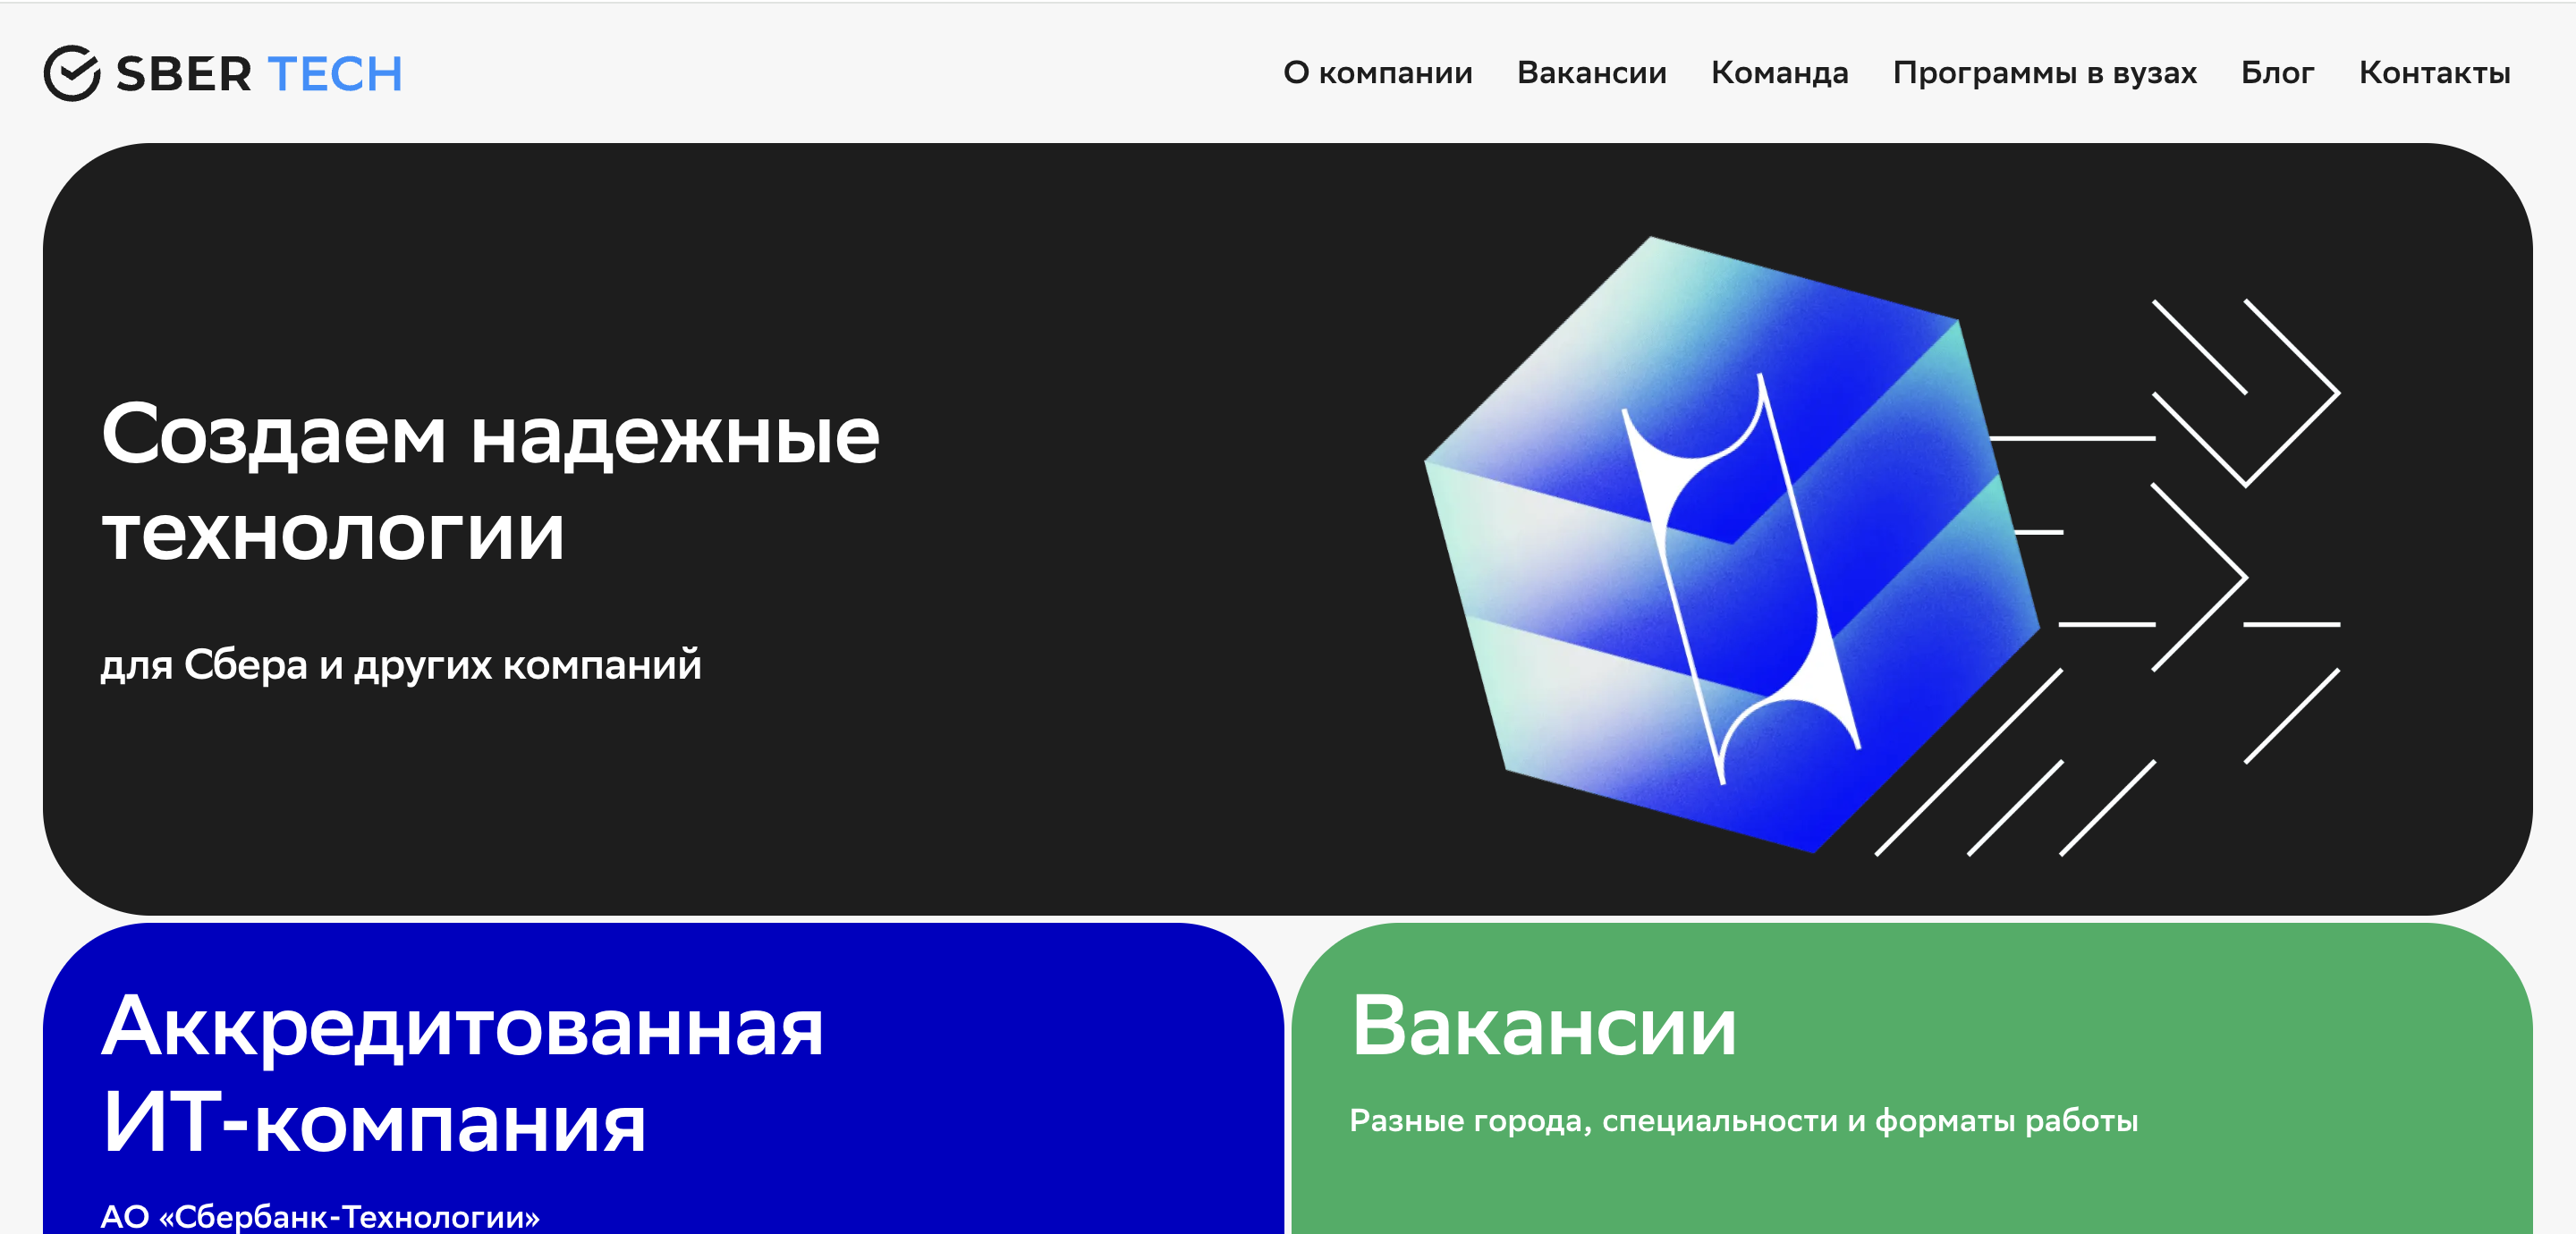 SBER TECH
О компании Вакансии Команда Программы в вузах Блог Контакты
Создаем надежные
технологии
для Сбера и других компаний
Аккредитованная
ИТ-компания
АО «Сбербанк-Технологии»
Вакансии
Разные города, специальности и форматы работы